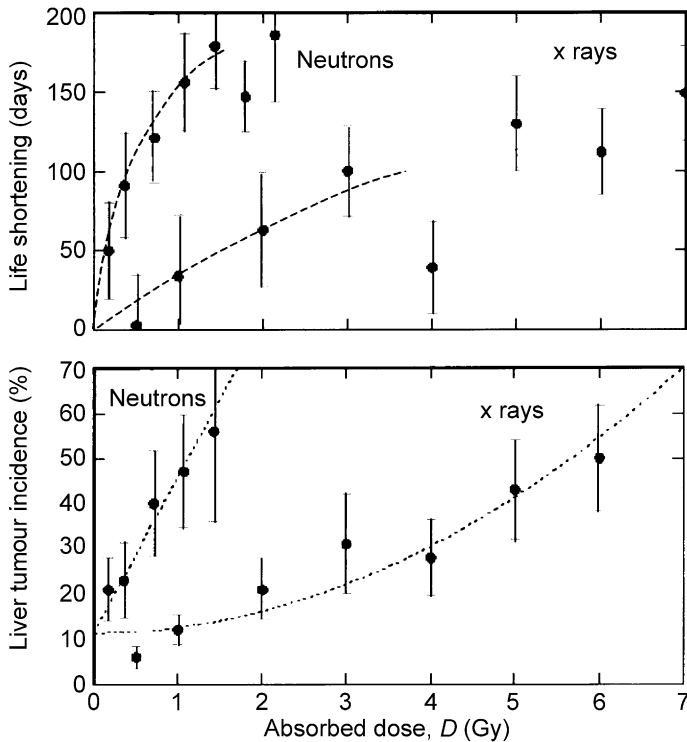 200
150
100
50
0
Life shortening (days)
Neutrons
x rays
70
60
50
40
30
20
10
0
Liver tumour incidence (%)
Neutrons
x rays
0 1 2 3 4 5 6 7
Absorbed dose, D (Gy)